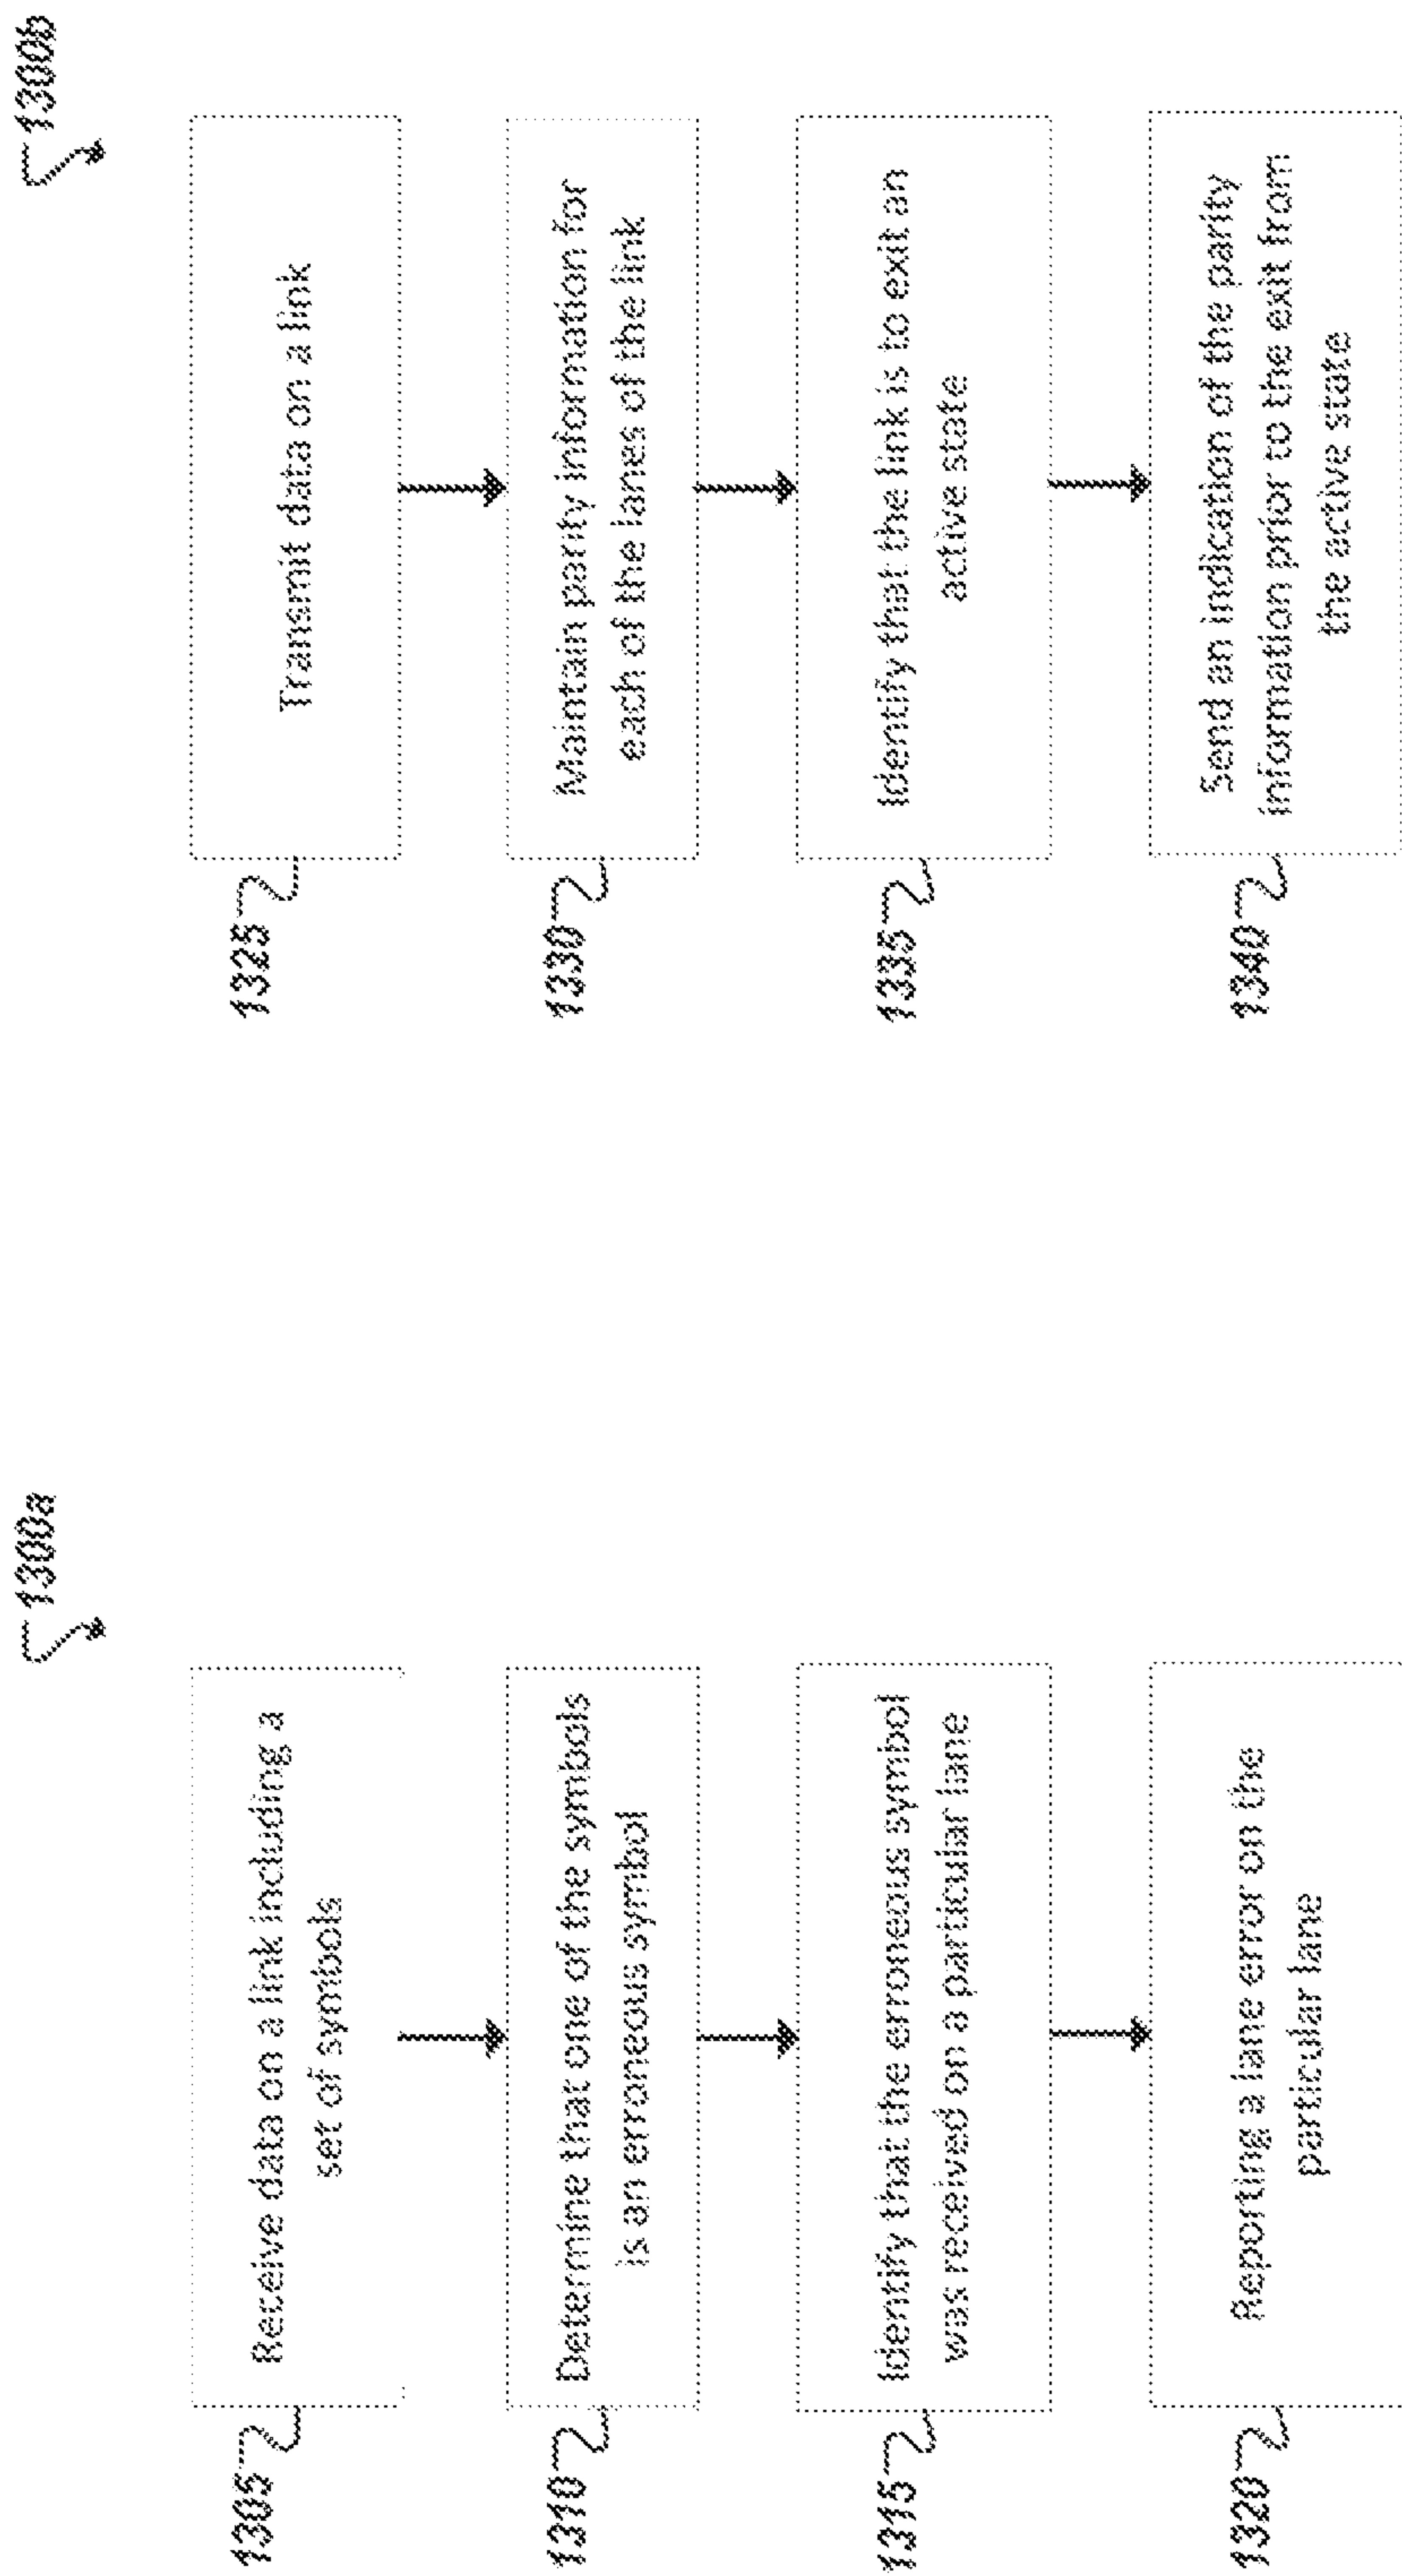 1300a
1305
Receive data on a link including a
set of symbols
1310
Determine that one of the symbols
is an erroneous symbol
1315
Identify that the erroneous symbol
was received on a particular lane
1320
Reporting a lane error on the
particular lane
1300b
1325
Transmit data on a link
1330
Maintain parity information for
each of the lanes of the link
1335
Identify that the link is to exit an
active state
1340
Send an indication of the parity
information prior to the exit from
the active state